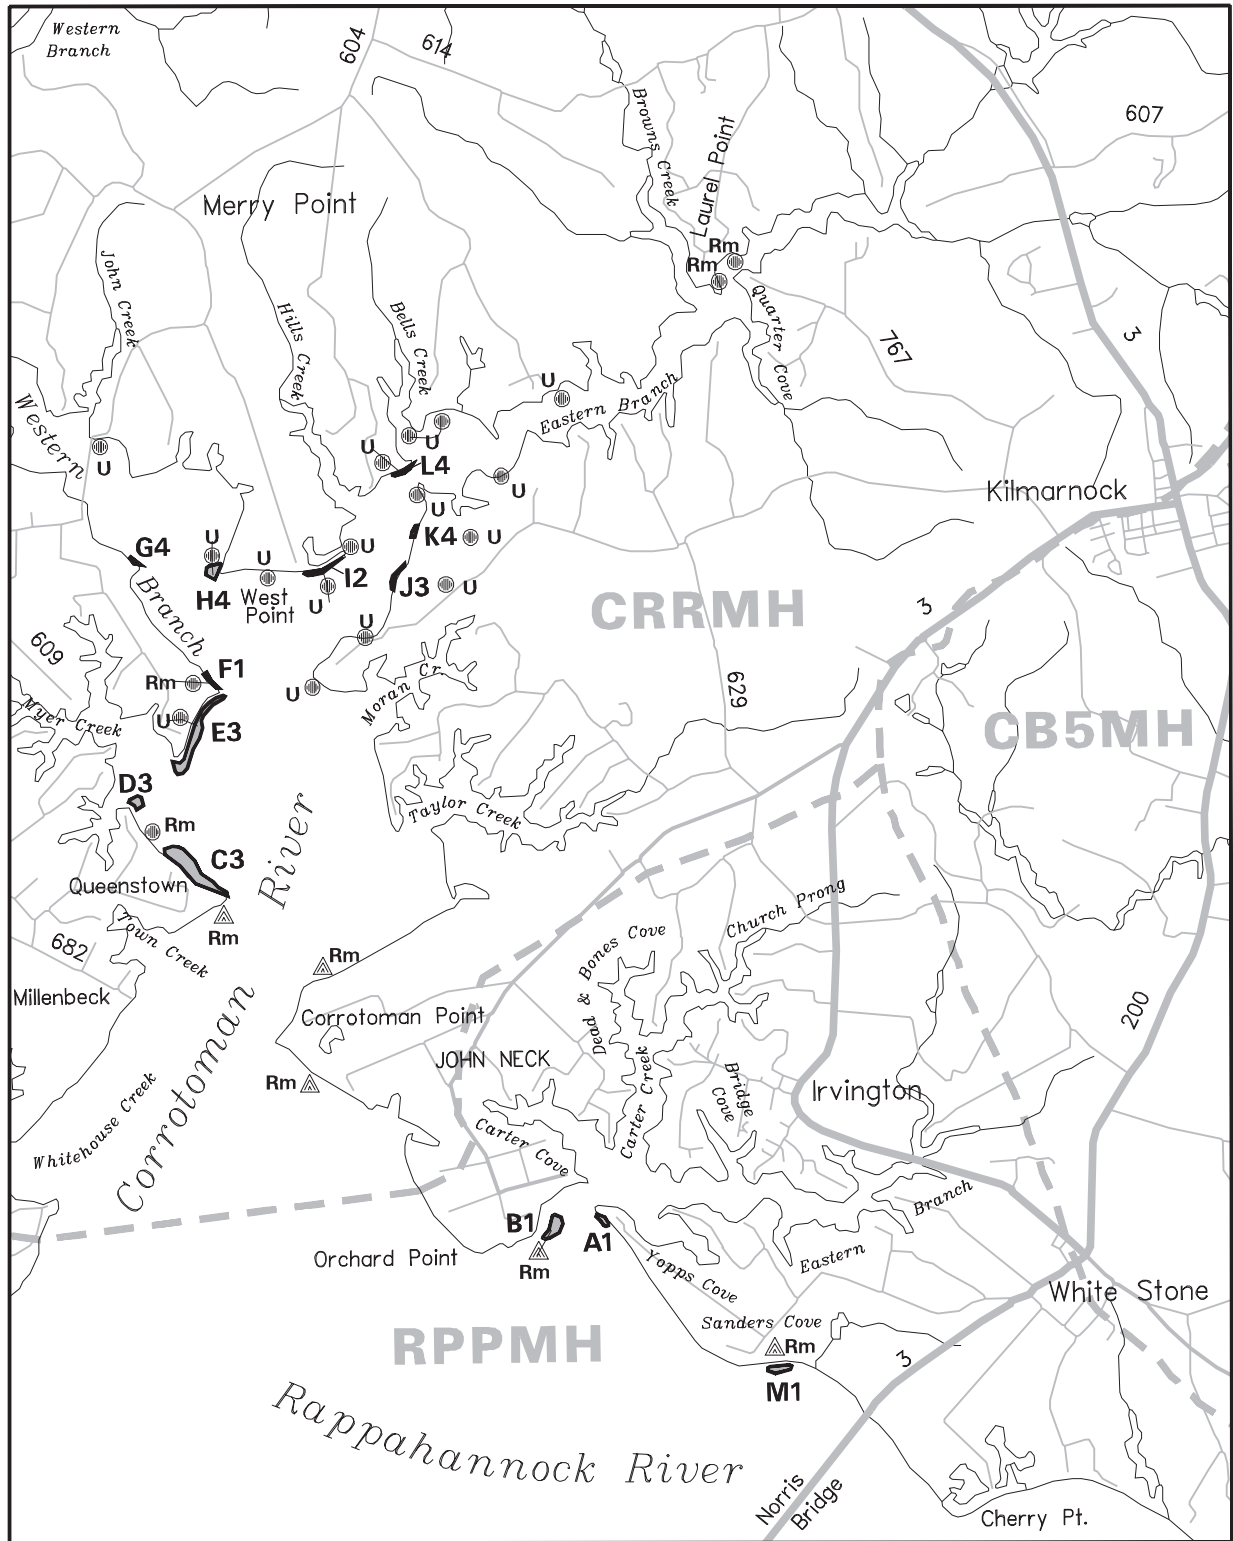 Western
Branch
604
614
607
Browns Creek
Laurel Point
Merry Point
Rm
Rm
John Creek
Hills Creek
Bells Creek
Quarter Cove
767
3
Western
U
Eastern Branch
U
U
U
L4
U
U
Kilmarnock
G4
U
U
U
K4
U
H4
West
Point
I2
U
J3
U
CRRMH
3
Branch
U
609
F1
Rm
U
Moran Cr.
629
Myer Creek
U
E3
CB5MH
D3
Rm
Taylor Creek
C3
River
Queenstown
Church Prong
Town Creek
Rm
682
Dead & Bones Cove
Rm
Millenbeck
Corrotoman Point
200
JOHN NECK
Rm
Bridge
Cove
Irvington
Whitehouse Creek
Corrotoman
Carter Creek
Carter
Cove
Branch
B1
A1
Orchard Point
Rm
Yopps Cove
Eastern
White Stone
Sanders Cove
Rm
RPPMH
3
M1
Rappahannock River
Norris
Bridge
Cherry Pt.